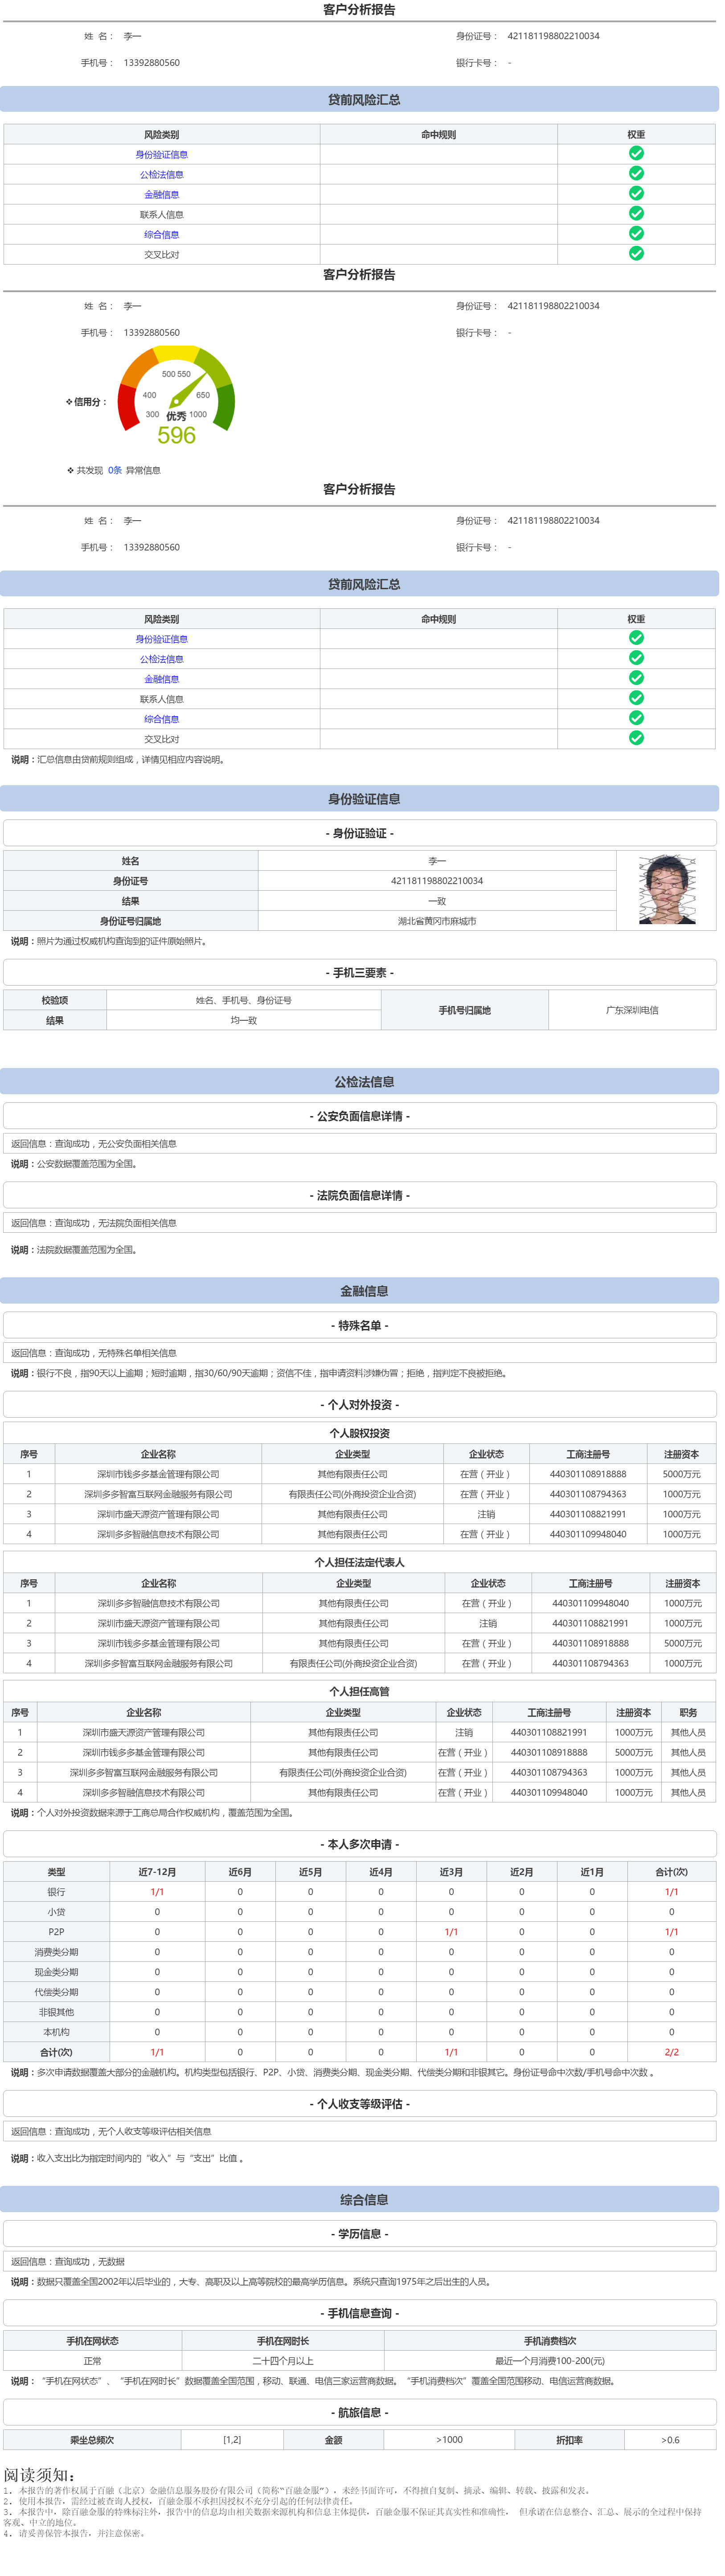 客户分析报告
姓 名： 李一 身份证号： 421181198802210034
手机号： 13392880560 银行卡号： -
贷前风险汇总
风险类别 命中规则 权重
身份验证信息
公检法信息
金融信息
联系人信息
综合信息
交叉比对
客户分析报告
姓 名： 李一 身份证号： 421181198802210034
手机号： 13392880560 银行卡号： -
❖ 信用分： 300 400 500 550 650 1000
优秀
596
❖ 共发现 0条 异常信息
客户分析报告
姓 名： 李一 身份证号： 421181198802210034
手机号： 13392880560 银行卡号： -
贷前风险汇总
风险类别 命中规则 权重
身份验证信息
公检法信息
金融信息
联系人信息
综合信息
交叉比对
说明：汇总信息由贷前规则组成，详情见相应内容说明。
身份验证信息
- 身份证验证 -
姓名 李一
身份证号 421181198802210034
结果 一致
身份证号归属地 湖北省黄冈市麻城市
说明：照片为通过权威机构查询到的证件原始照片。
- 手机三要素 -
校验项 姓名、手机号、身份证号 手机号归属地 广东深圳电信
结果 均一致
公检法信息
- 公安负面信息详情 -
返回信息：查询成功，无公安负面相关信息
说明：公安数据覆盖范围为全国。
- 法院负面信息详情 -
返回信息：查询成功，无法院负面相关信息
说明：法院数据覆盖范围为全国。
金融信息
- 特殊名单 -
返回信息：查询成功，无特殊名单相关信息
说明：银行不良，指90天以上逾期；短时逾期，指30/60/90天逾期；资信不佳，指申请资料涉嫌伪冒；拒绝，指判定不良被拒绝。
- 个人对外投资 -
个人股权投资
序号 企业名称 企业类型 企业状态 工商注册号 注册资本
1 深圳市钱多多基金管理有限公司 其他有限责任公司 在营（开业） 440301108918888 5000万元
2 深圳多多智富互联网金融服务有限公司 有限责任公司(外商投资企业合资) 在营（开业） 440301108794363 1000万元
3 深圳市盛天源资产管理有限公司 其他有限责任公司 注销 440301108821991 1000万元
4 深圳多多智融信息技术有限公司 其他有限责任公司 在营（开业） 440301109948040 1000万元
个人担任法定代表人
序号 企业名称 企业类型 企业状态 工商注册号 注册资本
1 深圳多多智融信息技术有限公司 其他有限责任公司 在营（开业） 440301109948040 1000万元
2 深圳市盛天源资产管理有限公司 其他有限责任公司 注销 440301108821991 1000万元
3 深圳市钱多多基金管理有限公司 其他有限责任公司 在营（开业） 440301108918888 5000万元
4 深圳多多智富互联网金融服务有限公司 有限责任公司(外商投资企业合资) 在营（开业） 440301108794363 1000万元
个人担任高管
序号 企业名称 企业类型 企业状态 工商注册号 注册资本 职务
1 深圳市盛天源资产管理有限公司 其他有限责任公司 注销 440301108821991 1000万元 其他人员
2 深圳市钱多多基金管理有限公司 其他有限责任公司 在营（开业） 440301108918888 5000万元 其他人员
3 深圳多多智富互联网金融服务有限公司 有限责任公司(外商投资企业合资) 在营（开业） 440301108794363 1000万元 其他人员
4 深圳多多智融信息技术有限公司 其他有限责任公司 在营（开业） 440301109948040 1000万元 其他人员
说明：个人对外投资数据来源于工商总局合作权威机构，覆盖范围为全国。
- 本人多次申请 -
类型 近7-12月 近6月 近5月 近4月 近3月 近2月 近1月 合计(次)
银行 1/1 0 0 0 0 0 0 1/1
小贷 0 0 0 0 0 0 0 0
P2P 0 0 0 0 1/1 0 0 1/1
消费类分期 0 0 0 0 0 0 0 0
现金类分期 0 0 0 0 0 0 0 0
代偿类分期 0 0 0 0 0 0 0 0
非银其他 0 0 0 0 0 0 0 0
本机构 0 0 0 0 0 0 0 0
合计(次) 1/1 0 0 0 1/1 0 0 2/2
说明：多次申请数据覆盖大部分的金融机构。机构类型包括银行、P2P、小贷、消费类分期、现金类分期、代偿类分期和非银其它。身份证号命中次数/手机号命中次数 。
- 个人收支等级评估 -
返回信息：查询成功，无个人收支等级评估相关信息
说明：收入支出比为指定时间内的“收入”与“支出”比值 。
综合信息
- 学历信息 -
返回信息：查询成功，无数据
说明：数据只覆盖全国2002年以后毕业的，大专、高职及以上高等院校的最高学历信息。系统只查询1975年之后出生的人员。
- 手机信息查询 -
手机在网状态 手机在网时长 手机消费档次
正常 二十四个月以上 最近一个月消费100-200(元)
说明：“手机在网状态”、“手机在网时长”数据覆盖全国范围，移动、联通、电信三家运营商数据。“手机消费档次”覆盖全国范围移动、电信运营商数据。
- 航旅信息 -
乘坐总频次 [1,2] 金额 >1000 折扣率 >0.6
阅读须知：
1. 本报告的著作权属于百融（北京）金融信息服务股份有限公司（简称“百融金服”），未经书面许可，不得擅自复制、摘录、编辑、转载、披露和发表。
2. 使用本报告，需经过被查询人授权，百融金服不承担因授权不充分引起的任何法律责任。
3. 本报告中，除百融金服的特殊标注外，报告中的信息均由相关数据来源机构和信息主体提供，百融金服不保证其真实性和准确性， 但承诺在信息整合、汇总、展示的全过程中保持
客观、中立的地位。
4. 请妥善保管本报告，并注意保密。